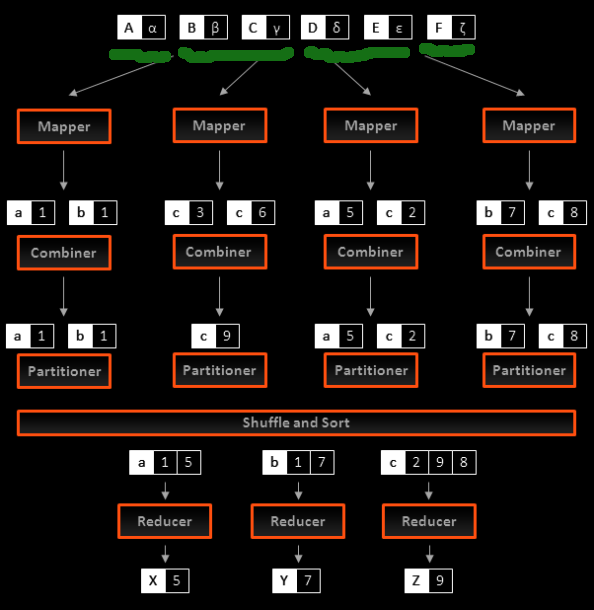 A α B β C γ D δ E ε F ζ
Mapper Mapper Mapper Mapper
a 1 b 1 c 3 c 6 a 5 c 2 b 7 c 8
Combiner Combiner Combiner Combiner
a 1 b 1 c 9 a 5 c 2 b 7 c 8
Partitioner Partitioner Partitioner Partitioner
Shuffle and Sort
a 1 5 b 1 7 c 2 9 8
Reducer Reducer Reducer
X 5 Y 7 Z 9